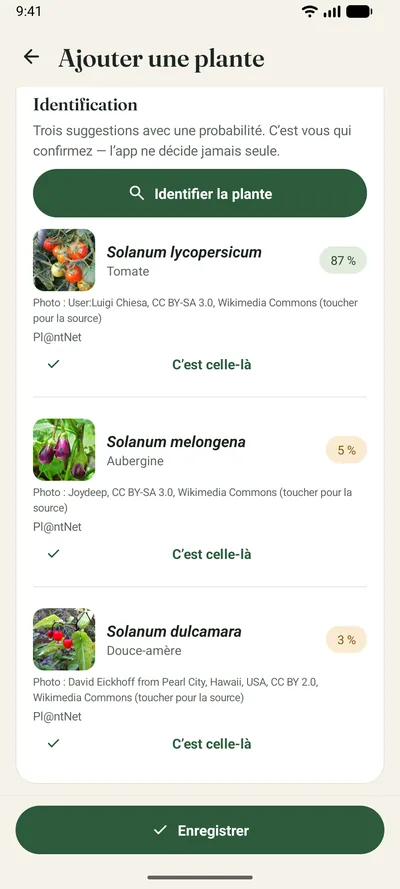 9:41
Ajouter une plante
Identification
Trois suggestions avec une probabilité. C’est vous qui
confirmez — l’app ne décide jamais seule.
Identifier la plante
Solanum lycopersicum
Tomate
87 %
Photo : User:Luigi Chiesa, CC BY-SA 3.0, Wikimedia Commons (toucher
pour la source)
Pl@ntNet
C’est celle-là
Solanum melongena
Aubergine
5 %
Photo : Joydeep, CC BY-SA 3.0, Wikimedia Commons (toucher pour la
source)
Pl@ntNet
C’est celle-là
Solanum dulcamara
Douce-amère
3 %
Photo : David Eickhoff from Pearl City, Hawaii, USA, CC BY 2.0,
Wikimedia Commons (toucher pour la source)
Pl@ntNet
C’est celle-là
Enregistrer